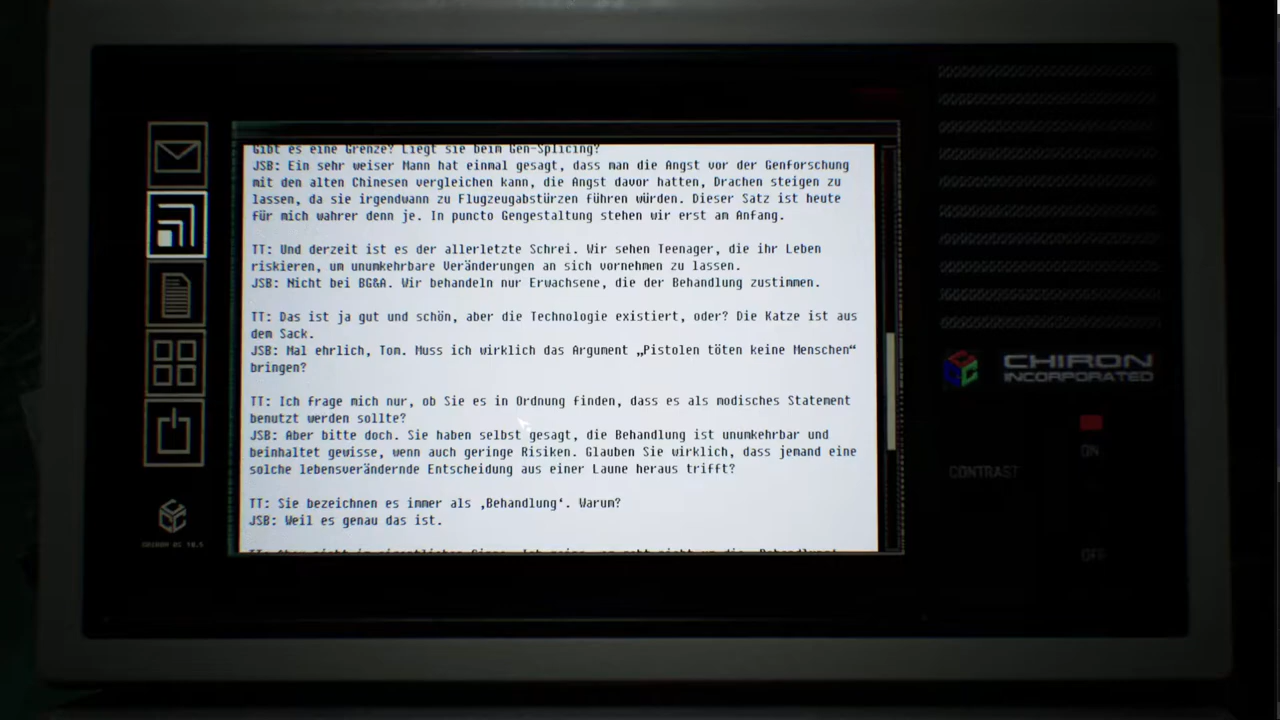 Gibt es eine Grenze? Liegt sie beim Gen-Splicing?
JSB: Ein sehr weiser Mann hat einmal gesagt, dass man die Angst vor der Genforschung
mit den alten Chinesen vergleichen kann, die Angst davor hatten, Drachen steigen zu
lassen, da sie irgendwann zu Flugzeugabstürzen führen würden. Dieser Satz ist heute
für mich wahrer denn je. In puncto Gengestaltung stehen wir erst am Anfang.
TT: Und derzeit ist es der allerletzte Schrei. Wir sehen Teenager, die ihr Leben
riskieren, um unumkehrbare Veränderungen an sich vornehmen zu lassen.
JSB: Nicht bei BG&A. Wir behandeln nur Erwachsene, die der Behandlung zustimmen.
TT: Das ist ja gut und schön, aber die Technologie existiert, oder? Die Katze ist aus
dem Sack.
JSB: Mal ehrlich, Tom. Muss ich wirklich das Argument „Pistolen töten keine Menschen“
bringen?
TT: Ich frage mich nur, ob Sie es in Ordnung finden, dass es als modisches Statement
benutzt werden sollte?
JSB: Aber bitte doch. Sie haben selbst gesagt, die Behandlung ist unumkehrbar und
beinhaltet gewisse, wenn auch geringe Risiken. Glauben Sie wirklich, dass jemand eine
solche lebensverändernde Entscheidung aus einer Laune heraus trifft?
TT: Sie bezeichnen es immer als ‚Behandlung‘. Warum?
JSB: Weil es genau das ist.
CHIRON
INCORPORATED
ON
CONTRAST
OFF